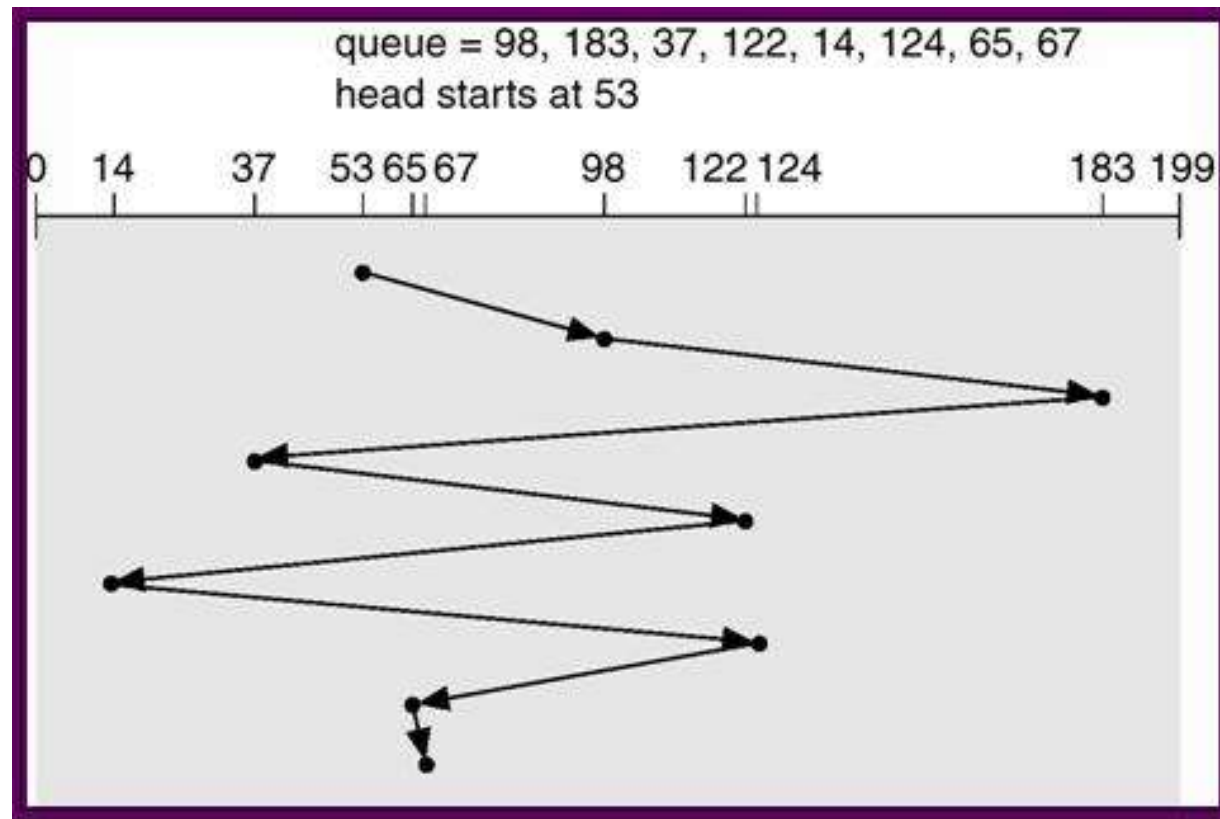 queue = 98, 183, 37, 122, 14, 124, 65, 67
head starts at 53
0 14 37 53 65 67 98 122 124 183 199